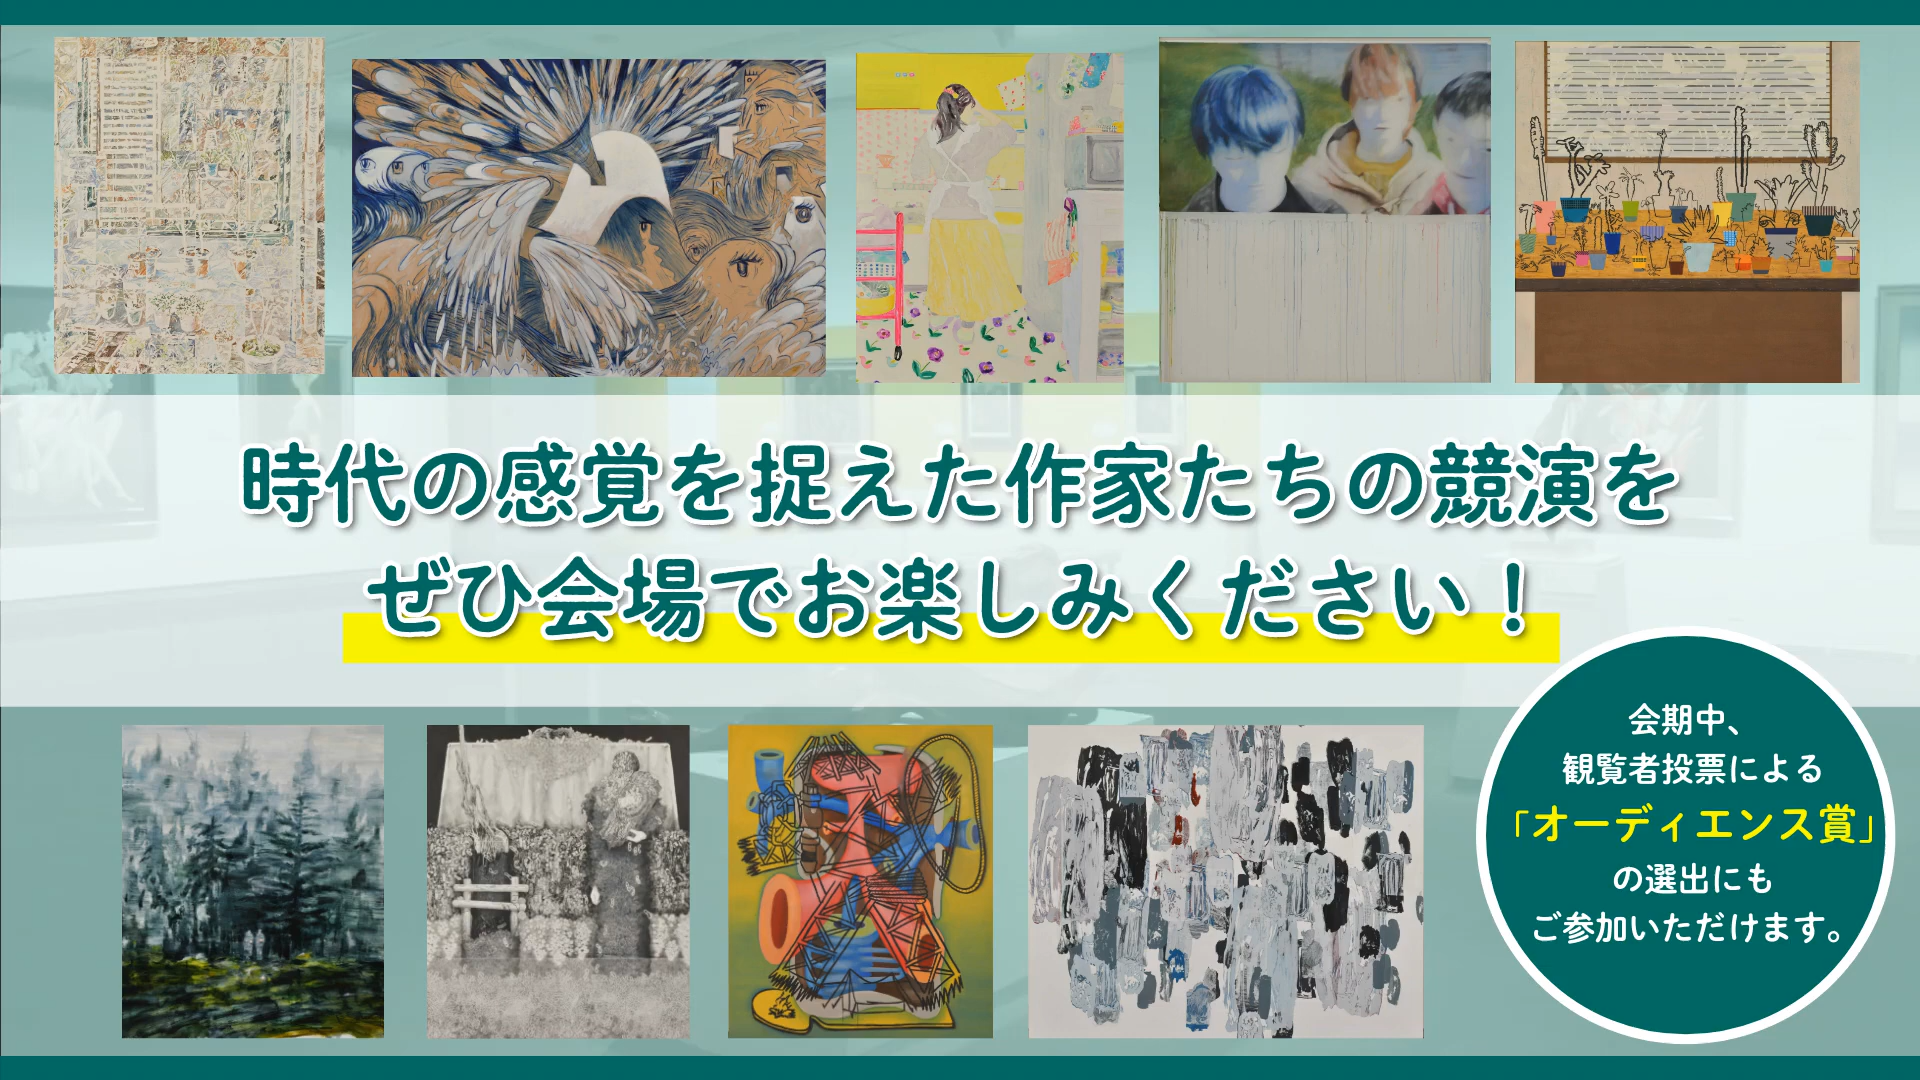 時代の感覚を捉えた作家たちの競演を
ぜひ会場でお楽しみください！
会期中、
観覧者投票による
「オーディエンス賞」
の選出にも
ご参加いただけます。